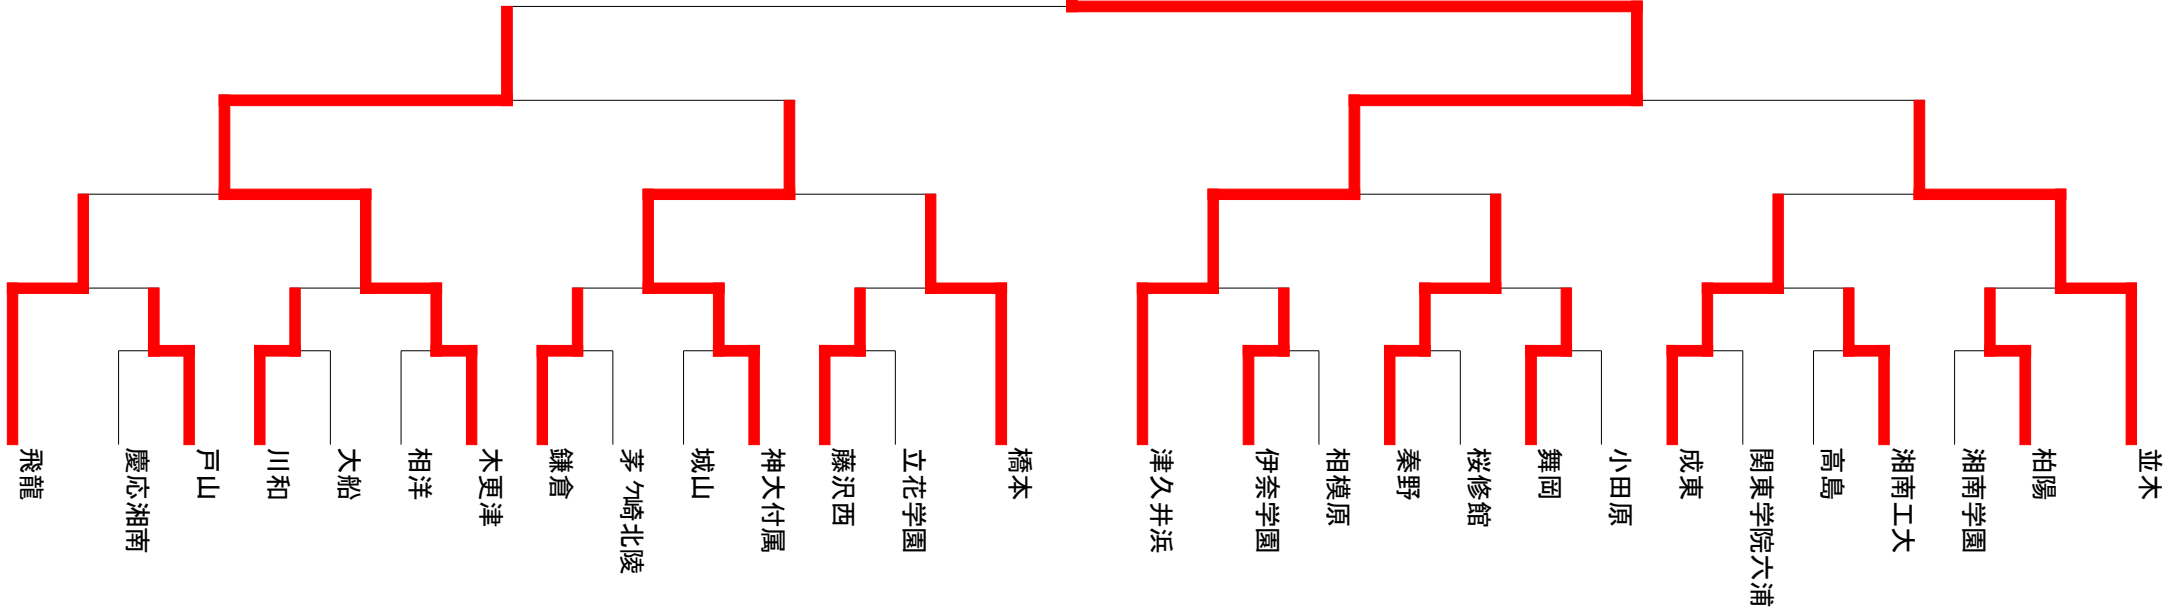 飛龍
慶応湘南
戸山
川和
大船
相洋
木更津
鎌倉
茅ケ崎北陵
城山
神大付属
藤沢西
立花学園
橋本
津久井浜
伊奈学園
相模原
秦野
桜修館
舞岡
小田原
成東
関東学院六浦
高島
湘南工大
湘南学園
柏陽
並木